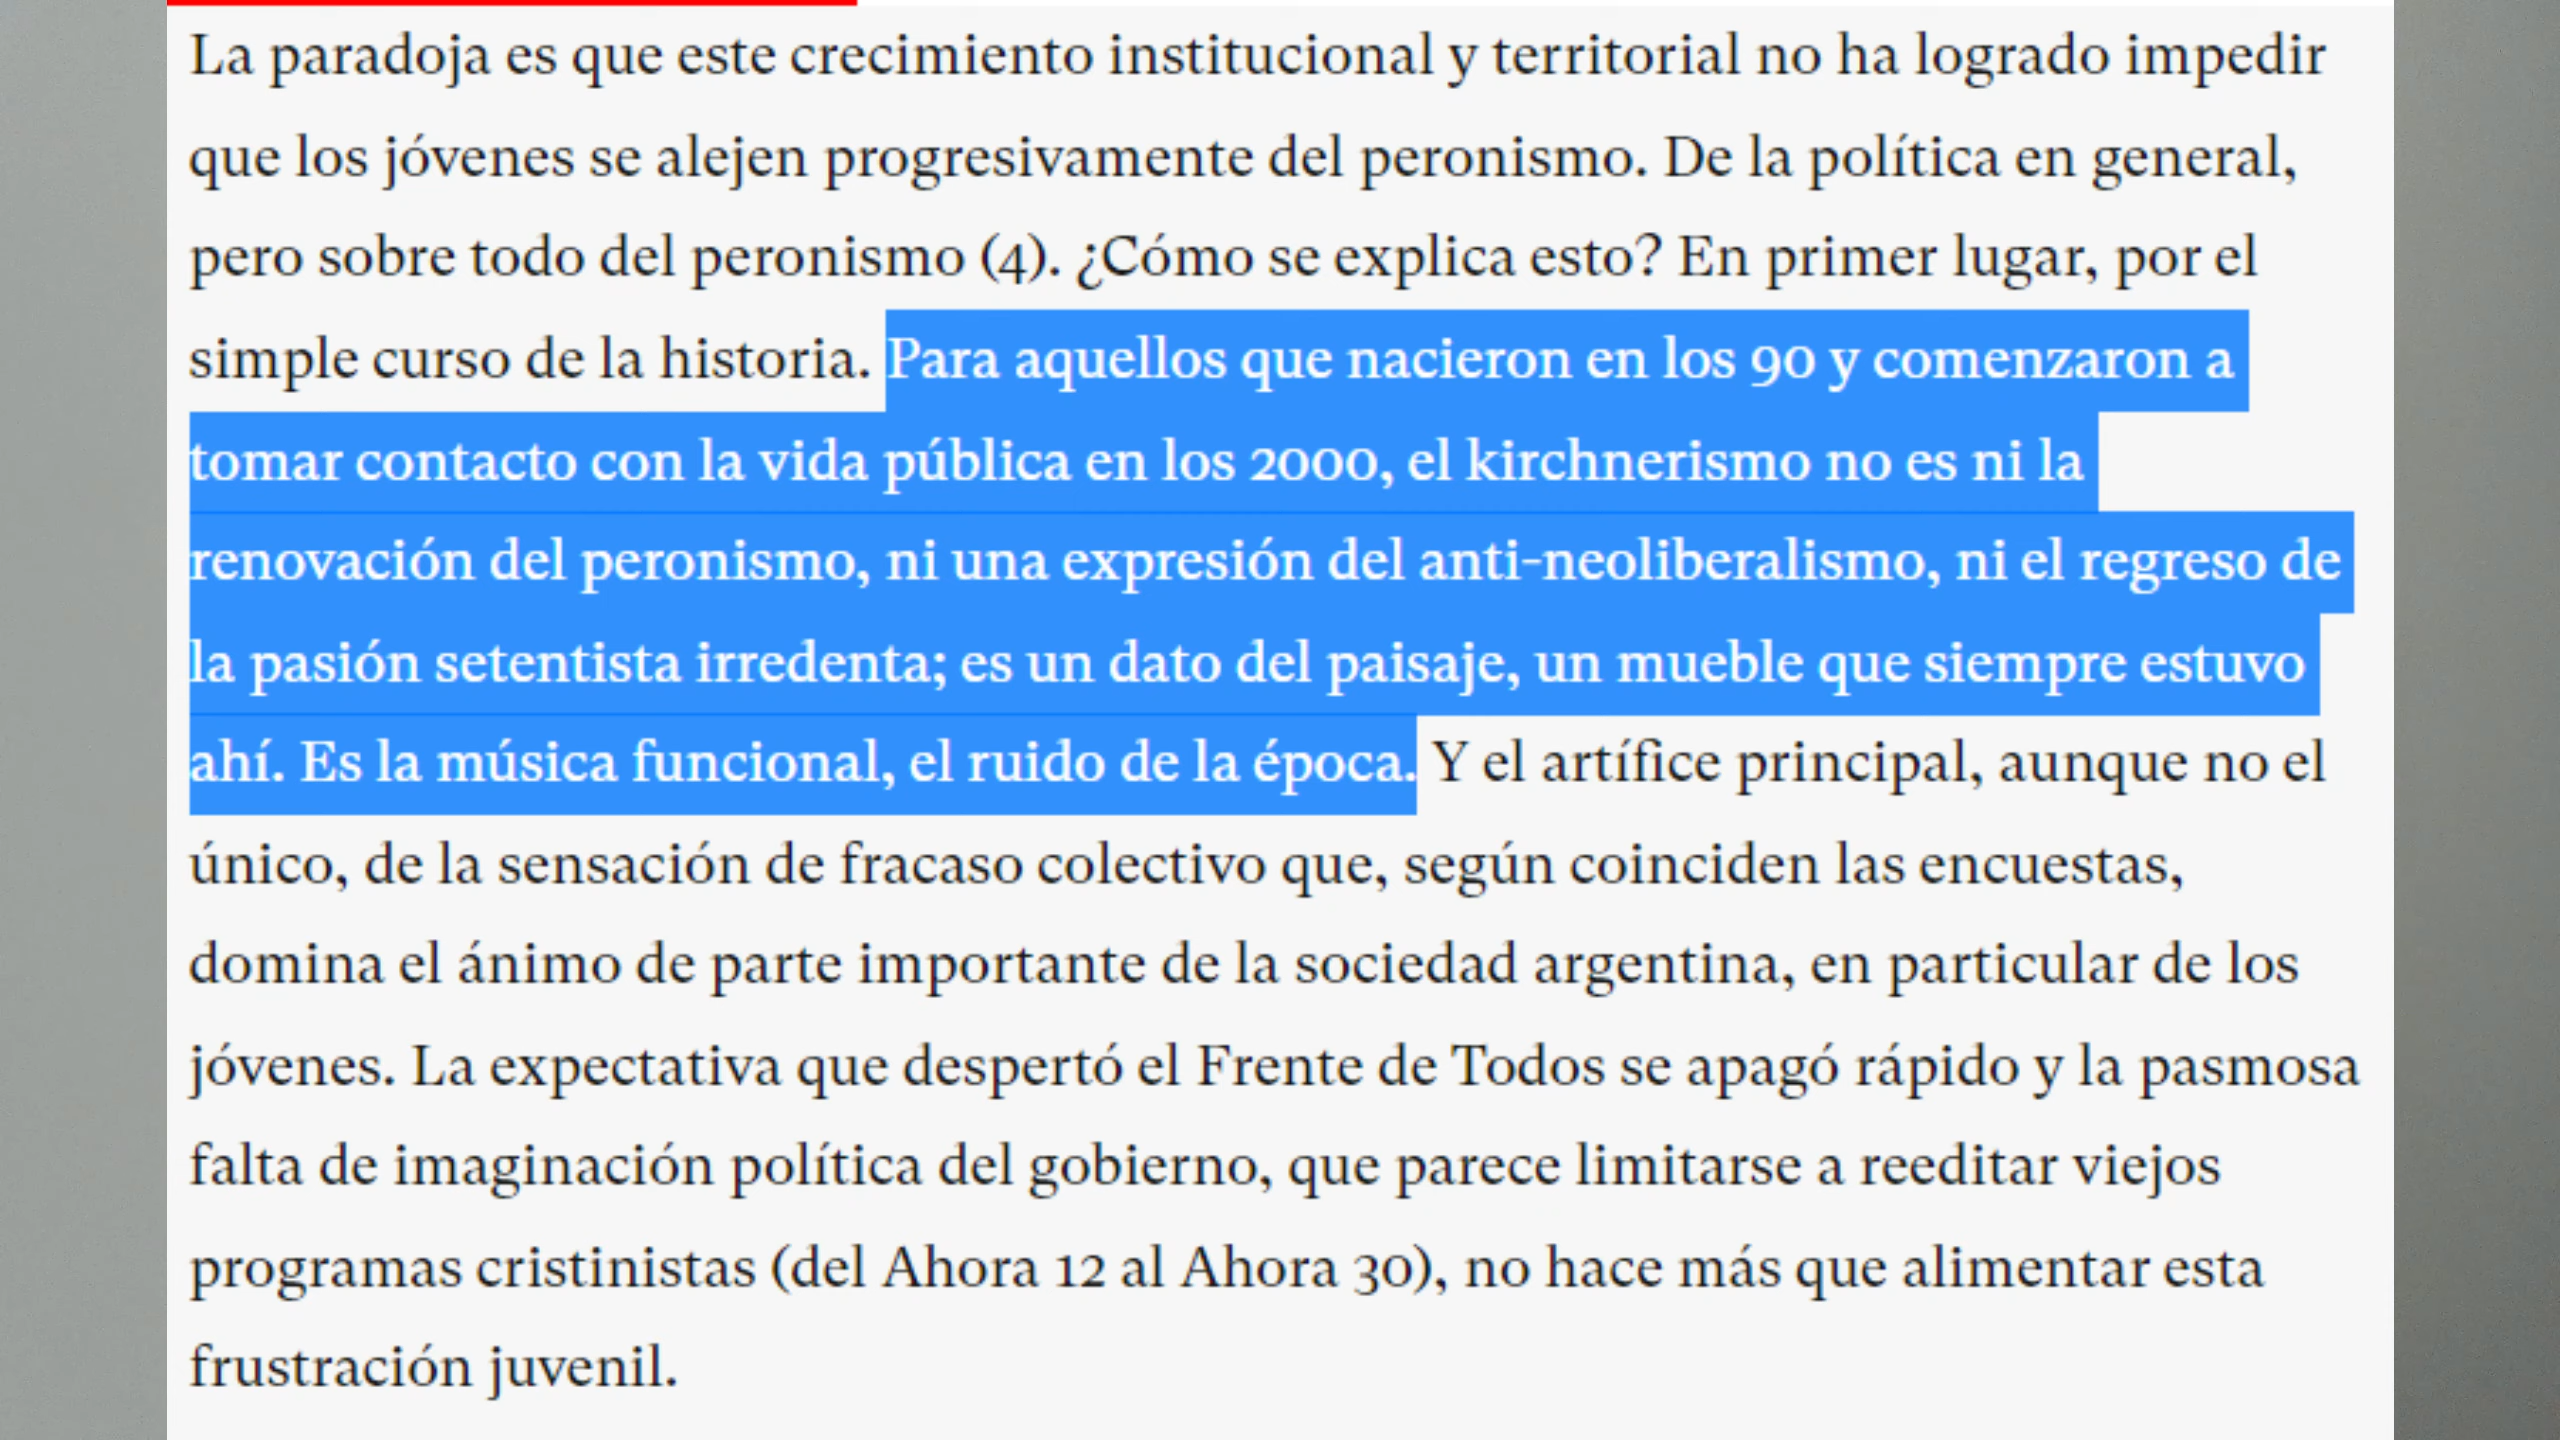 La paradoja es que este crecimiento institucional y territorial no ha logrado impedir
que los jóvenes se alejen progresivamente del peronismo. De la política en general,
pero sobre todo del peronismo (4). ¿Cómo se explica esto? En primer lugar, por el
simple curso de la historia. Para aquellos que nacieron en los 90 y comenzaron a
tomar contacto con la vida pública en los 2000, el kirchnerismo no es ni la
renovación del peronismo, ni una expresión del anti-neoliberalismo, ni el regreso de
la pasión setentista irredenta; es un dato del paisaje, un mueble que siempre estuvo
ahí. Es la música funcional, el ruido de la época. Y el artífice principal, aunque no el
único, de la sensación de fracaso colectivo que, según coinciden las encuestas,
domina el ánimo de parte importante de la sociedad argentina, en particular de los
jóvenes. La expectativa que despertó el Frente de Todos se apagó rápido y la pasmosa
falta de imaginación política del gobierno, que parece limitarse a reeditar viejos
programas cristinistas (del Ahora 12 al Ahora 30), no hace más que alimentar esta
frustración juvenil.